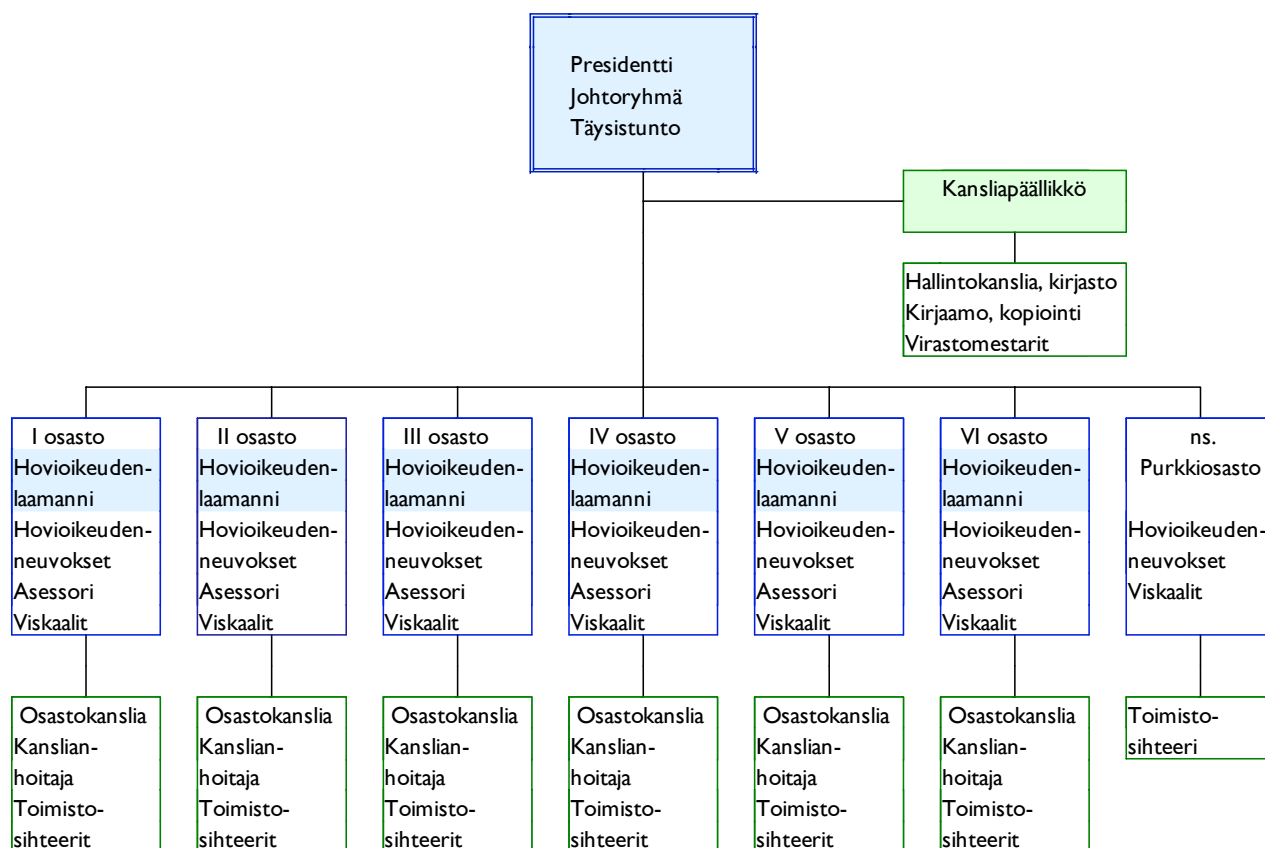 Presidentti
Johtoryhmä
Täysistunto
Kansliapäällikkö
Hallintokanslia, kirjasto
Kirjaamo, kopiointi
Virastomestarit
I osasto
Hovioikeuden-
laamanni
Hovioikeuden-
neuvokset
Asessori
Viskaalit
II osasto
Hovioikeuden-
laamanni
Hovioikeuden-
neuvokset
Asessori
Viskaalit
III osasto
Hovioikeuden-
laamanni
Hovioikeuden-
neuvokset
Asessori
Viskaalit
IV osasto
Hovioikeuden-
laamanni
Hovioikeuden-
neuvokset
Asessori
Viskaalit
V osasto
Hovioikeuden-
laamanni
Hovioikeuden-
neuvokset
Asessori
Viskaalit
VI osasto
Hovioikeuden-
laamanni
Hovioikeuden-
neuvokset
Asessori
Viskaalit
ns.
Purkkiosasto
Hovioikeuden-
neuvokset
Viskaalit
Osastokanslia
Kanslian-
hoitaja
Toimisto-
sihteerit
Osastokanslia
Kanslian-
hoitaja
Toimisto-
sihteerit
Osastokanslia
Kanslian-
hoitaja
Toimisto-
sihteerit
Osastokanslia
Kanslian-
hoitaja
Toimisto-
sihteerit
Osastokanslia
Kanslian-
hoitaja
Toimisto-
sihteerit
Osastokanslia
Kanslian-
hoitaja
Toimisto-
sihteerit
Toimisto-
sihteeri